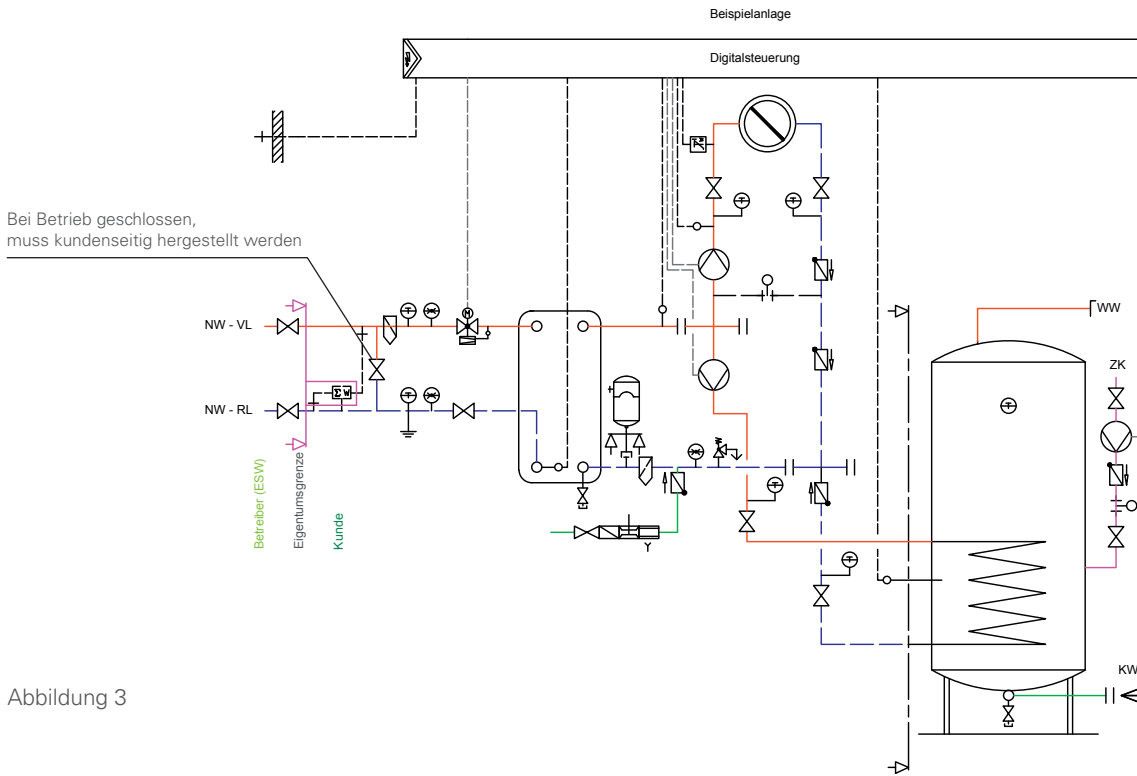 Beispielanlage
Digitalsteuerung
Bei Betrieb geschlossen,
muss kundenseitig hergestellt werden
NW - VL
M
WW
ZK
Σ W
NW - RL
Betreiber (ESW)
Eigentumsgrenze
Kunde
KW
Abbildung 3